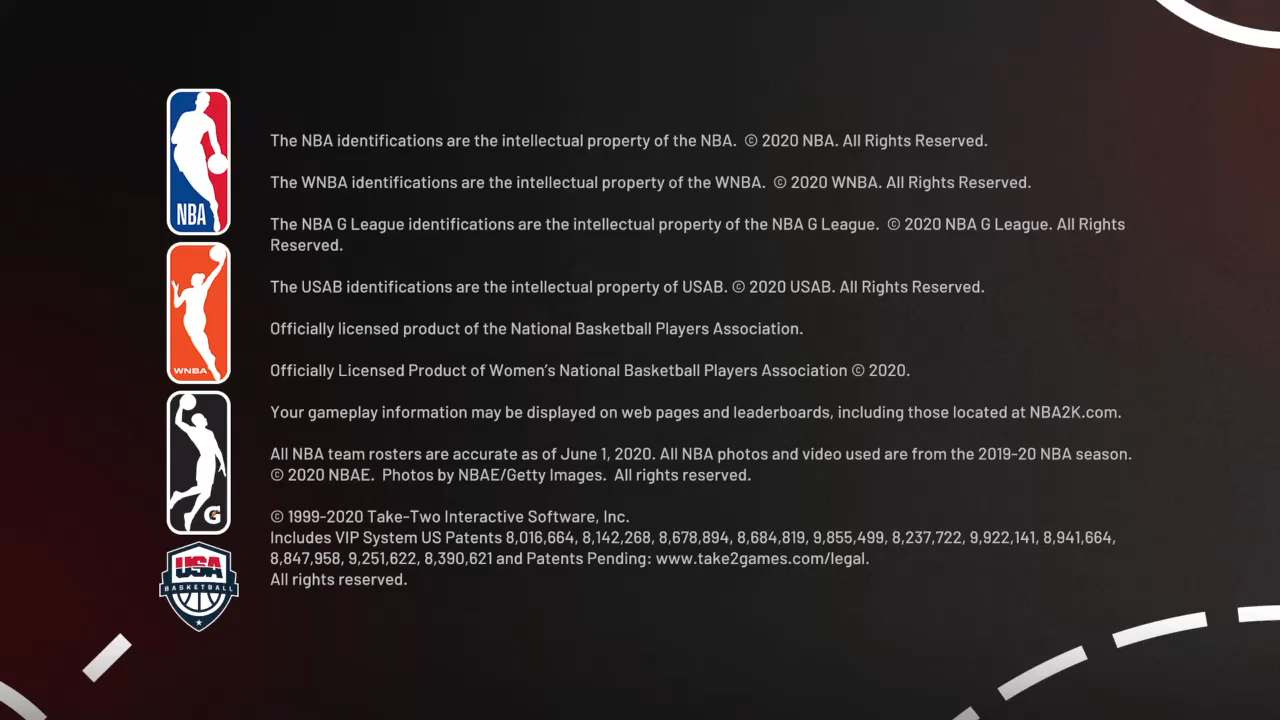 The NBA identifications are the intellectual property of the NBA. © 2020 NBA. All Rights Reserved.
The WNBA identifications are the intellectual property of the WNBA. © 2020 WNBA. All Rights Reserved.
The NBA G League identifications are the intellectual property of the NBA G League. © 2020 NBA G League. All Rights
Reserved.
The USAB identifications are the intellectual property of USAB. © 2020 USAB. All Rights Reserved.
Officially licensed product of the National Basketball Players Association.
Officially Licensed Product of Women’s National Basketball Players Association © 2020.
Your gameplay information may be displayed on web pages and leaderboards, including those located at NBA2K.com.
All NBA team rosters are accurate as of June 1, 2020. All NBA photos and video used are from the 2019-20 NBA season.
© 2020 NBAE. Photos by NBAE/Getty Images. All rights reserved.
© 1999-2020 Take-Two Interactive Software, Inc.
Includes VIP System US Patents 8,016,664, 8,142,268, 8,678,894, 8,684,819, 9,855,499, 8,237,722, 9,922,141, 8,941,664,
8,847,958, 9,251,622, 8,390,621 and Patents Pending: www.take2games.com/legal.
All rights reserved.
NBA
WNBA
G
USA
BASKETBALL